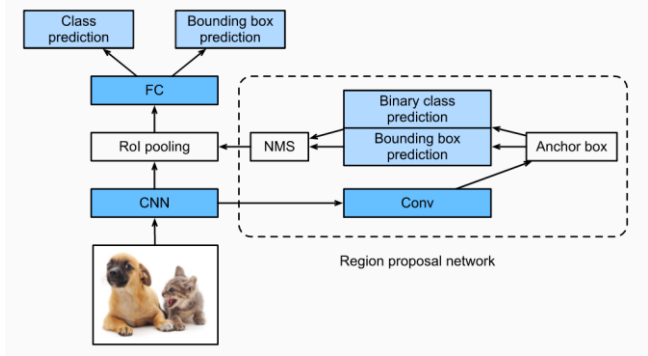 Class
prediction
Bounding box
prediction
FC
Binary class
prediction
RoI pooling
NMS
Bounding box
prediction
Anchor box
CNN
Conv
Region proposal network